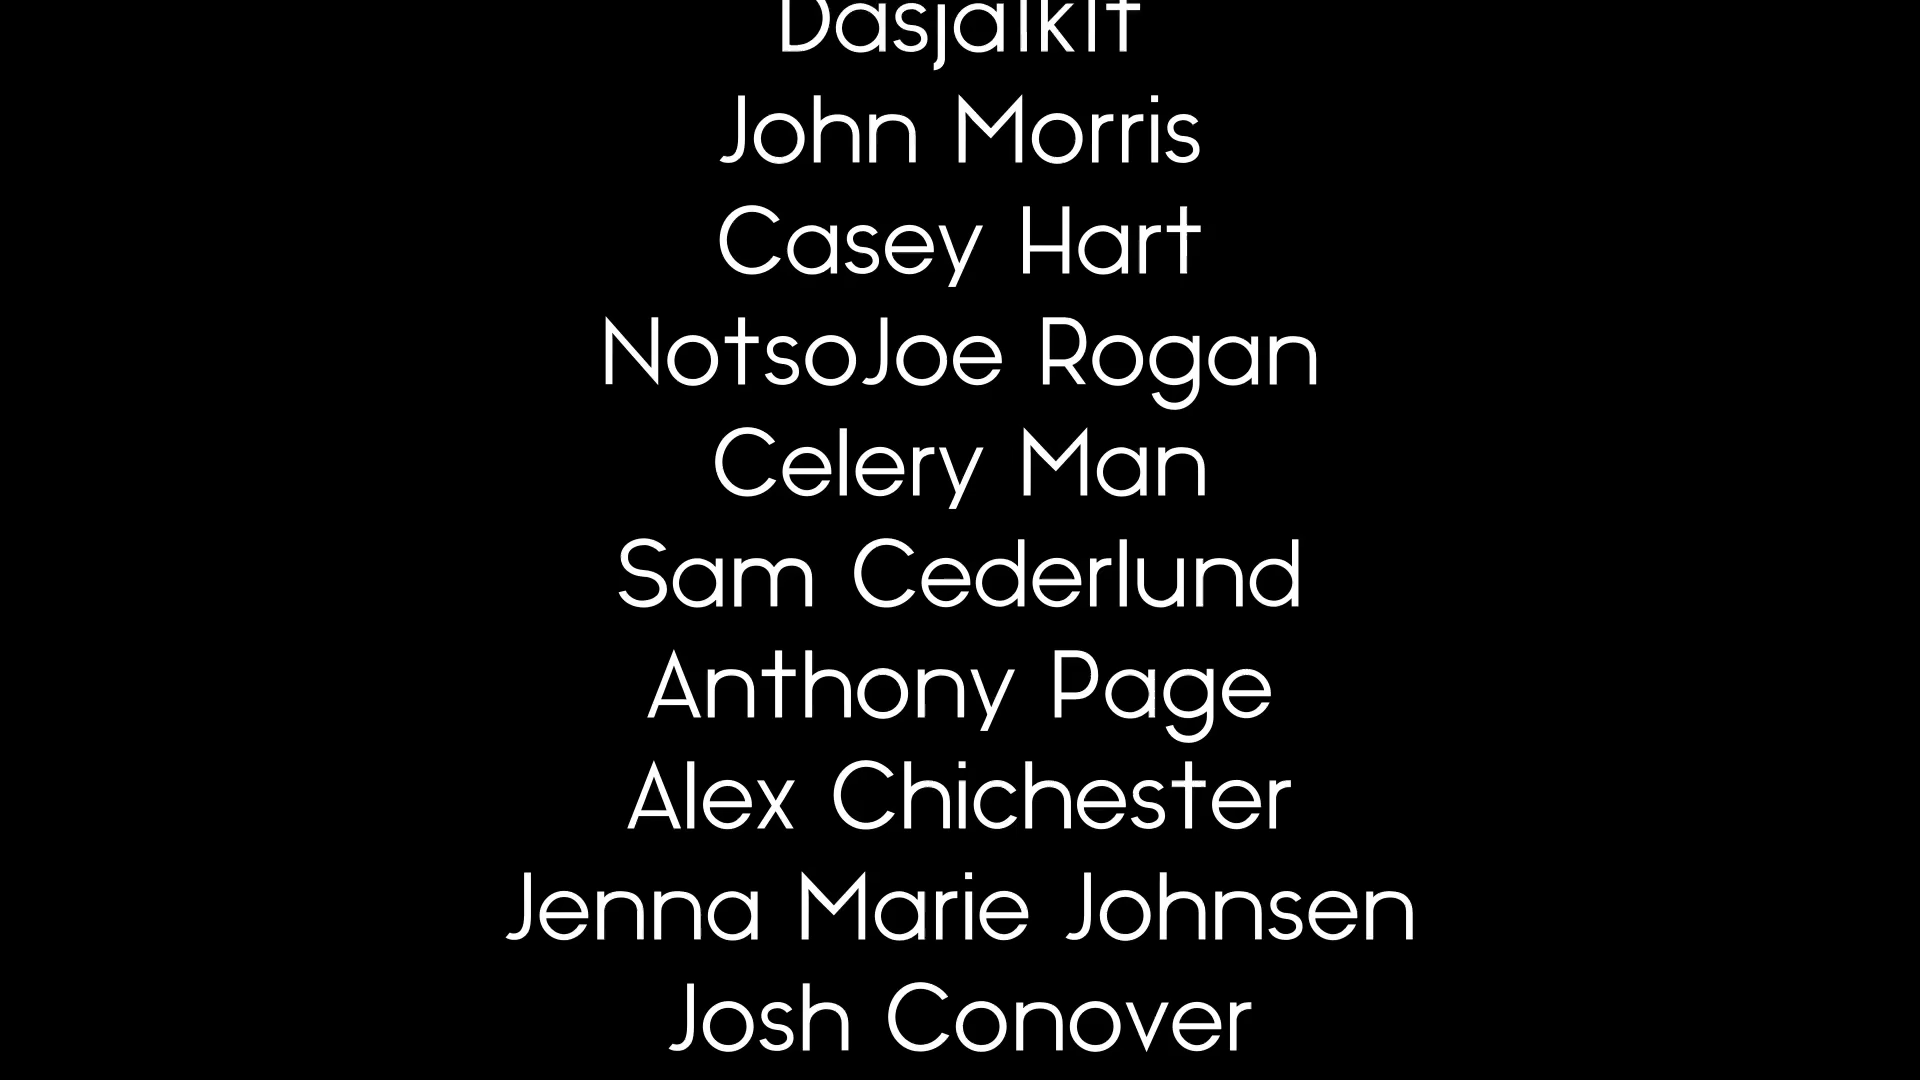 John Morris
Casey Hart
NotsoJoe Rogan
Celery Man
Sam Cederlund
Anthony Page
Alex Chichester
Jenna Marie Johnsen
Josh Conover